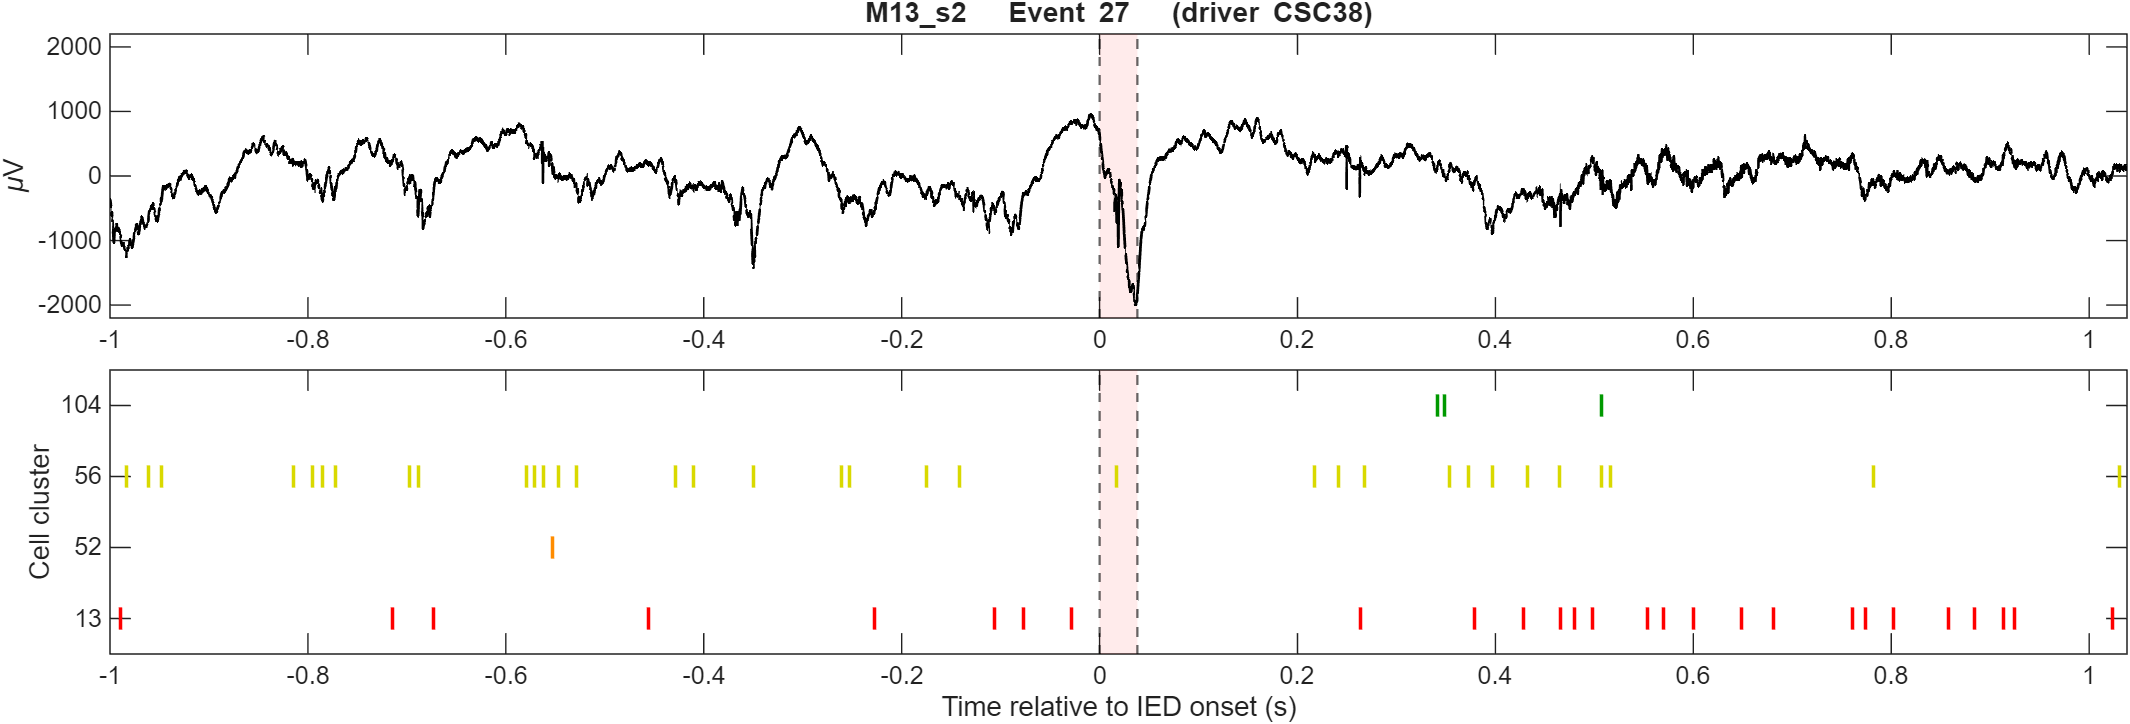 M13_s2 Event 27 (driver CSC38)
2000
1000
0
-1000
-2000
µV
-1 -0.8 -0.6 -0.4 -0.2 0 0.2 0.4 0.6 0.8 1
104
56
52
13
Cell cluster
-1 -0.8 -0.6 -0.4 -0.2 0 0.2 0.4 0.6 0.8 1
Time relative to IED onset (s)